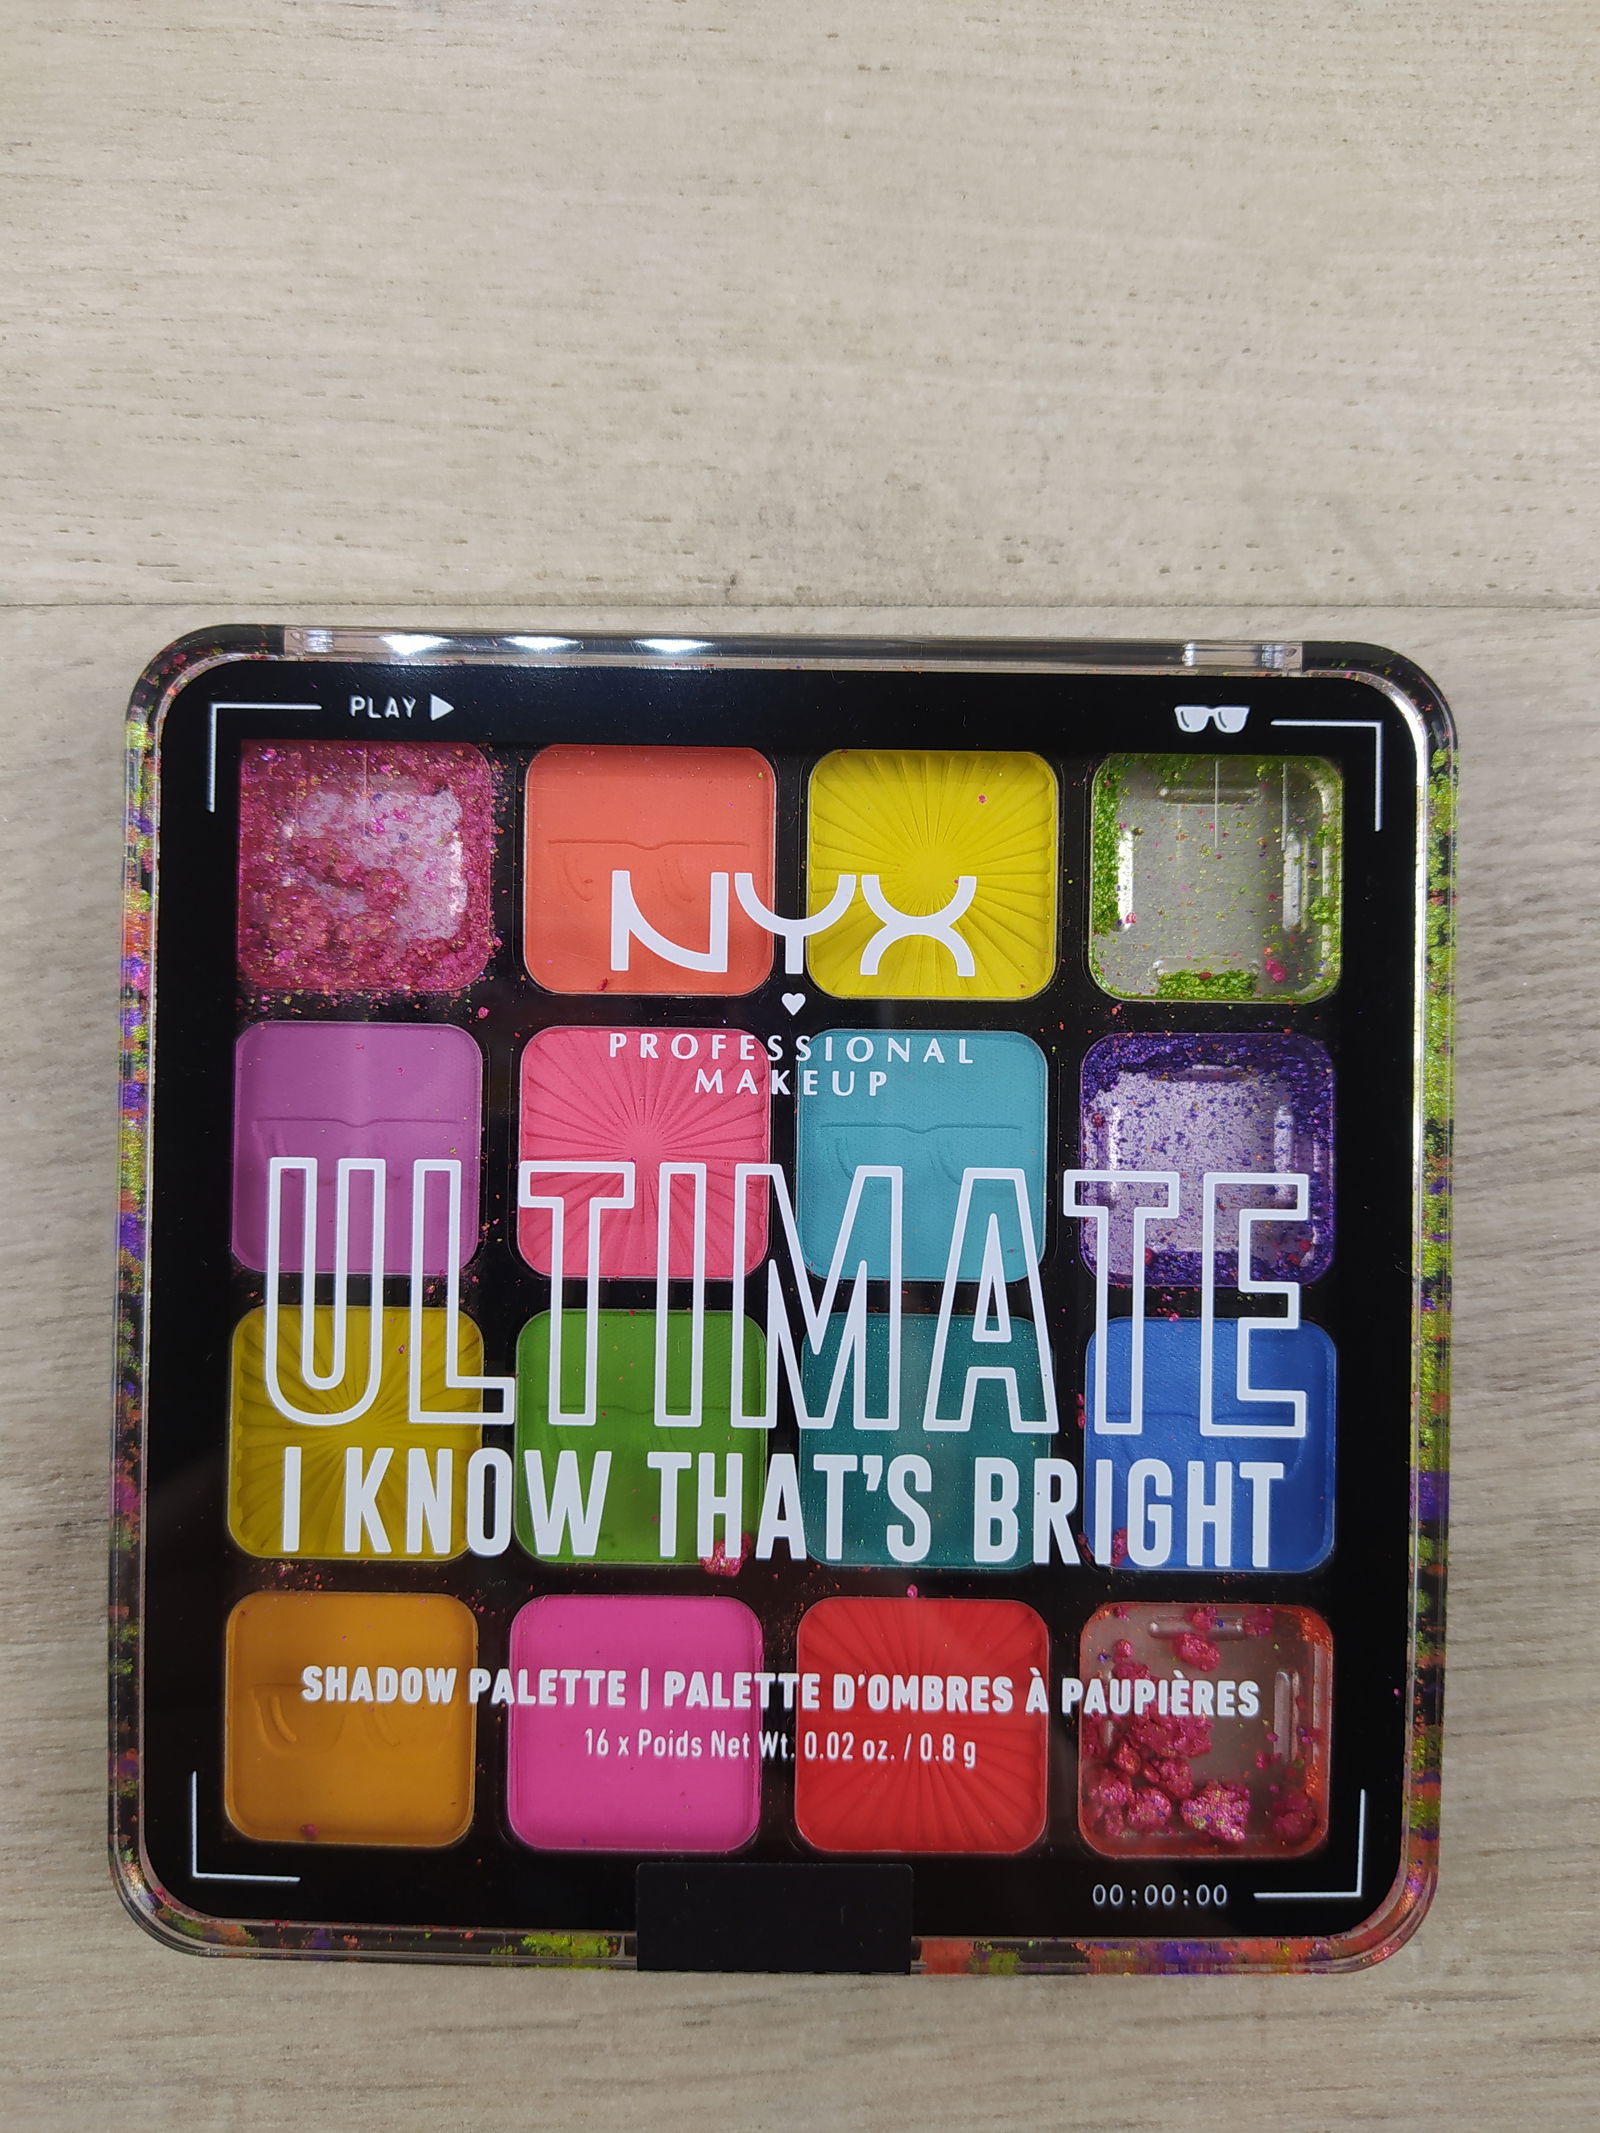 PLAY
NYX
PROFESSIONAL
MAKEUP
ULTIMATE
I KNOW THAT'S BRIGHT
SHADOW PALETTE | PALETTE D'OMBRES À PAUPIÈRES
16 x Poids Net Wt. 0.02 oz. / 0.8 g
00:00:00